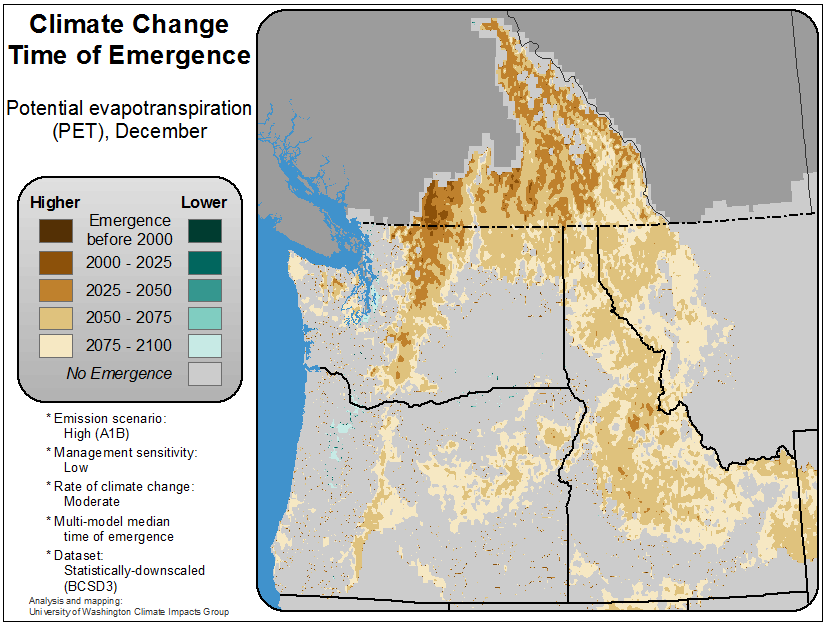 Climate Change
Time of Emergence
Potential evapotranspiration
(PET), December
Higher
Lower
Emergence
before 2000
2000 - 2025
2025 - 2050
2050 - 2075
2075 - 2100
No Emergence
* Emission scenario:
High (A1B)
* Management sensitivity:
Low
* Rate of climate change:
Moderate
* Multi-model median
time of emergence
* Dataset:
Statistically-downscaled
(BCSD3)
Analysis and mapping:
University of Washington Climate Impacts Group